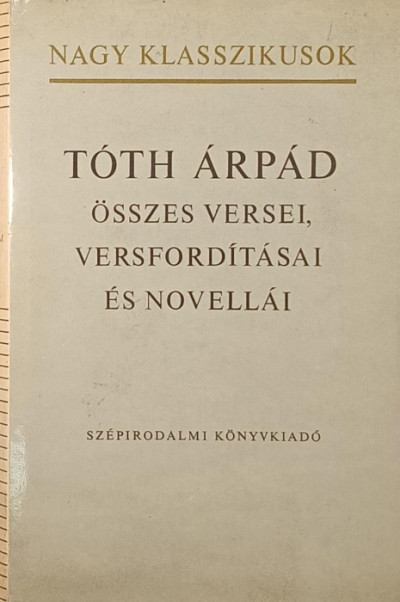 NAGY KLASSZIKUSOK
TÓTH ÁRPÁD
ÖSSZES VERSEI,
VERSFORDÍTÁSAI
ÉS NOVELLÁI
SZÉPIRODALMI KÖNYVKIADÓ